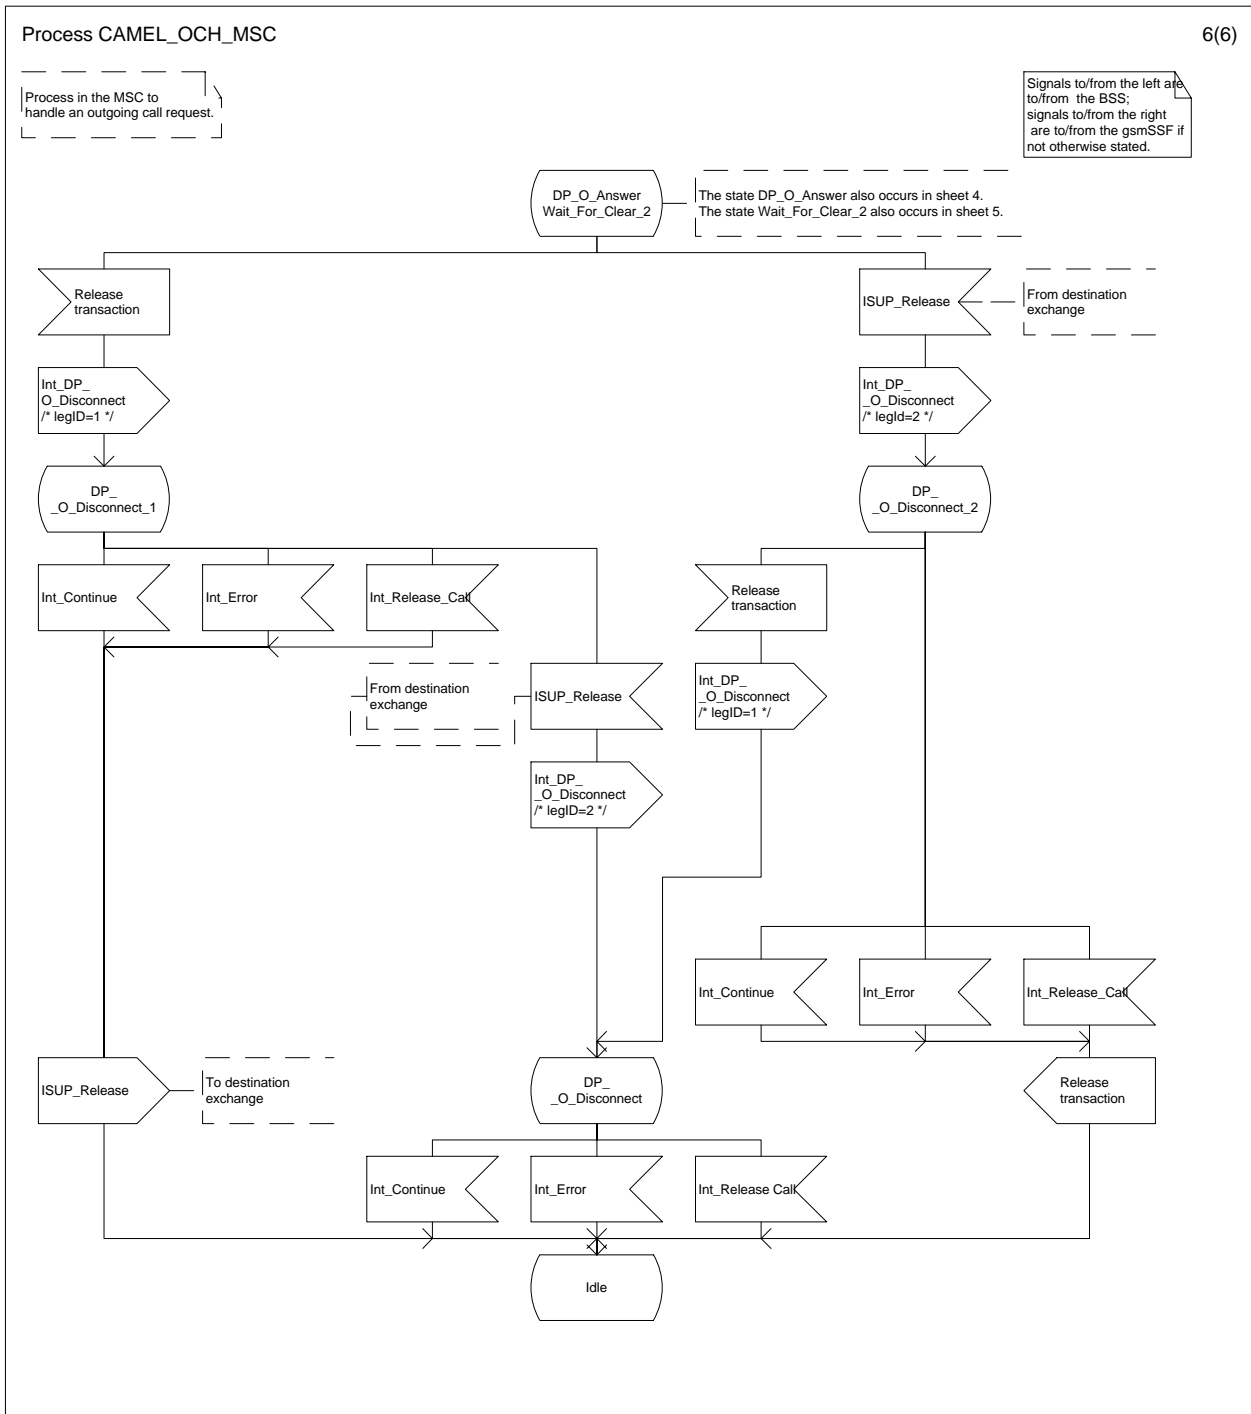 Process CAMEL_OCH_MSC
6(6)
Process in the MSC to
handle an outgoing call request.
Signals to/from the left are
to/from  the BSS;
signals to/from the right
are to/from the gsmSSF if
not otherwise stated.
DP_O_Answer
Wait_For_Clear_2
The state DP_O_Answer also occurs in sheet 4.
The state Wait_For_Clear_2 also occurs in sheet 5.
Release
transaction
ISUP_Release
From destination
exchange
Int_DP_
O_Disconnect
/* legID=1 */
Int_DP_
_O_Disconnect
/* legId=2 */
DP_
_O_Disconnect_1
DP_
_O_Disconnect_2
Int_Continue
Int_Error
Int_Release_Call
Release
transaction
From destination
exchange
ISUP_Release
Int_DP_
_O_Disconnect
/* legID=1 */
Int_DP_
_O_Disconnect
/* legID=2 */
Int_Continue
Int_Error
Int_Release_Call
ISUP_Release
To destination
exchange
DP_
_O_Disconnect
Release
transaction
Int_Continue
Int_Error
Int_Release Call
Idle